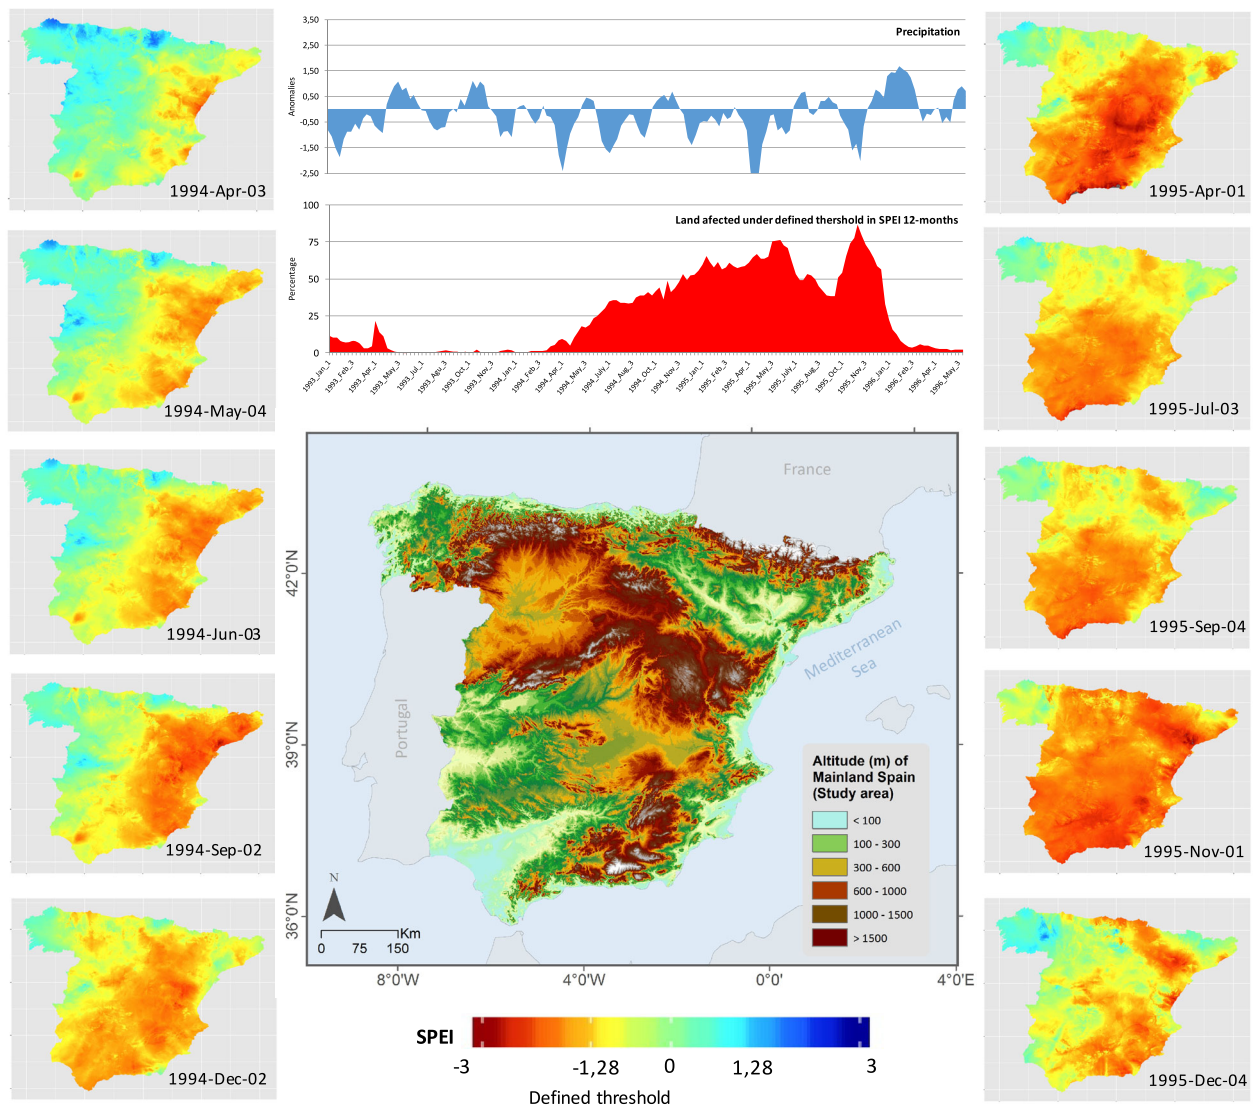 1994-Apr-03
1994-May-04
1994-Jun-03
1994-Sep-02
1994-Dec-02
Precipitation
Anomalies
3,50
2,50
1,50
0,50
-0,50
-1,50
-2,50
Land afected under defined thershold in SPEI 12-months
Percentage
100
75
50
25
0
1993_Jan_1
1993_Feb_3
1993_Apr_1
1993_May_3
1993_Jul_1
1993_Agu_3
1993_Oct_1
1993_Nov_3
1994_Jan_1
1994_Feb_3
1994_Apr_1
1994_May_3
1994_July_1
1994_Aug_3
1994_Oct_1
1994_Nov_3
1995_Jan_1
1995_Feb_3
1995_Apr_1
1995_May_3
1995_July_1
1995_Aug_3
1995_Oct_1
1995_Nov_3
1996_Jan_1
1996_Feb_3
1996_Apr_1
1996_May_3
France
Portugal
Mediterranean
Sea
42°0'N
39°0'N
36°0'N
8°0'W
4°0'W
0°0'
4°0'E
N
Km
0 75 150
Altitude (m) of
Mainland Spain
(Study area)
< 100
100 - 300
300 - 600
600 - 1000
1000 - 1500
> 1500
SPEI
-3 -1,28 0 1,28 3
Defined threshold
1995-Apr-01
1995-Jul-03
1995-Sep-04
1995-Nov-01
1995-Dec-04